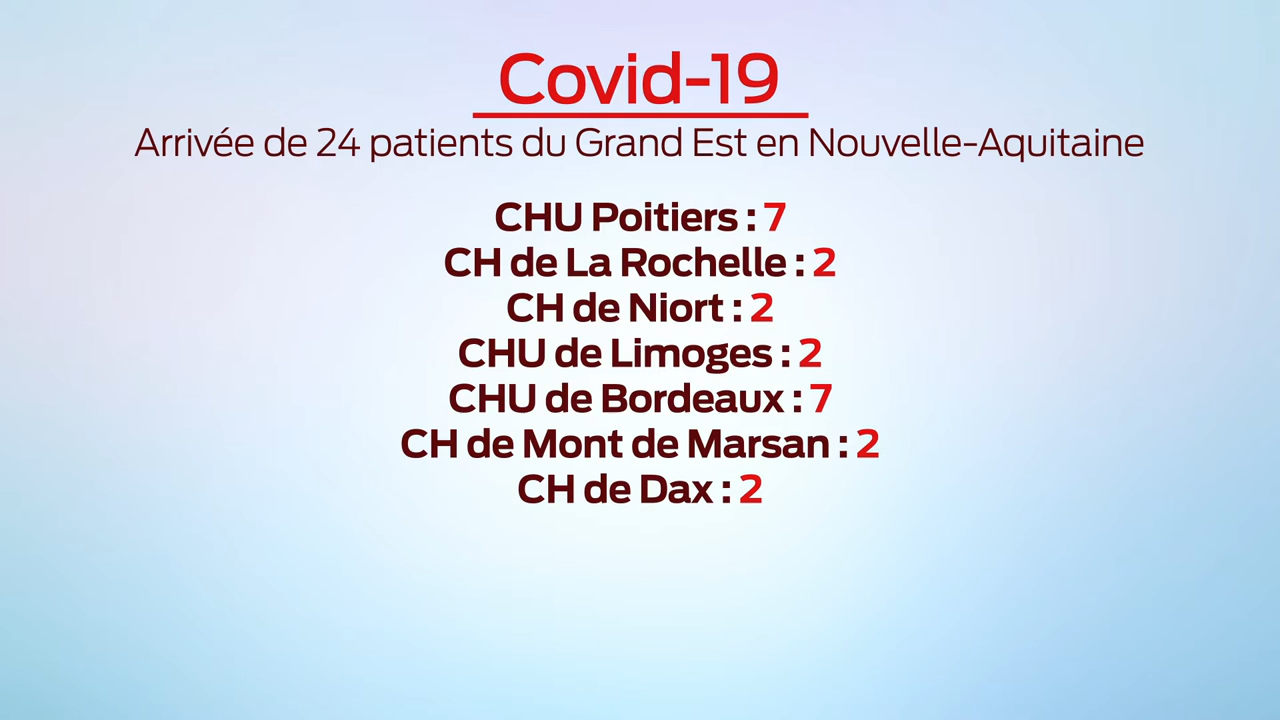 Covid-19
Arrivée de 24 patients du Grand Est en Nouvelle-Aquitaine
CHU Poitiers : 7
CH de La Rochelle : 2
CH de Niort : 2
CHU de Limoges : 2
CHU de Bordeaux : 7
CH de Mont de Marsan : 2
CH de Dax : 2